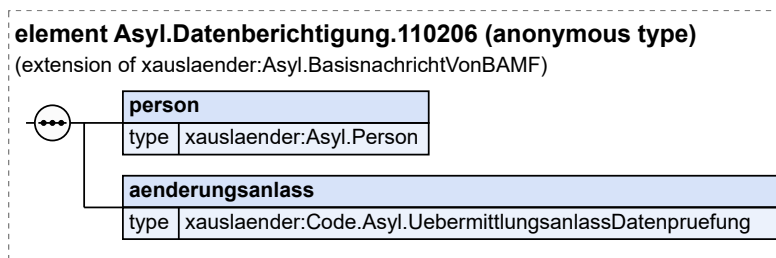 element Asyl.Datenberichtigung.110206 (anonymous type)
(extension of xauslaender:Asyl.BasisnachrichtVonBAMF)
person
type xauslaender:Asyl.Person
aenderungsanlass
type xauslaender:Code.Asyl.UebermittlungsanlassDatenpruefung